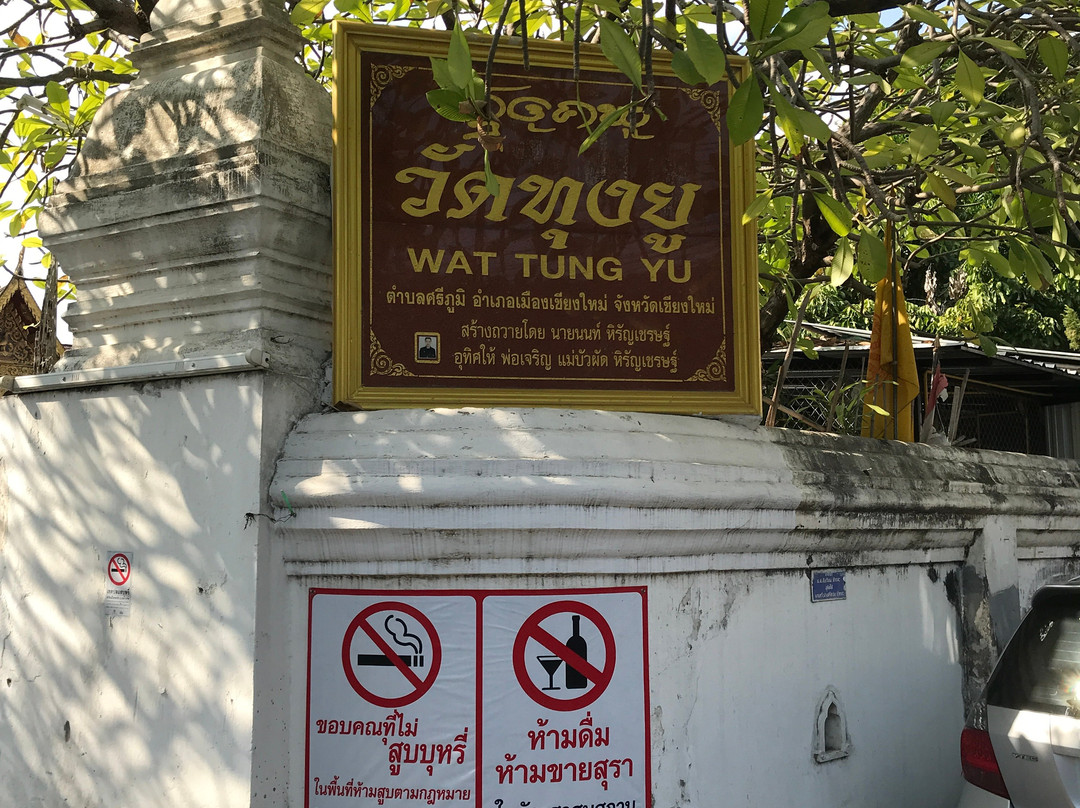 วัดทุงยู
WAT TUNG YU
ตำบลศรีภูมิ อำเภอเมืองเชียงใหม่ จังหวัดเชียงใหม่
สร้างถวายโดย นายนนท์ หิรัญเชรษฐ์
อุทิศให้ พ่อเจริญ แม่บัวผัด หิรัญเชรษฐ์
ขอบคุณที่ไม่
สูบบุหรี่
ในพื้นที่ห้ามสูบตามกฎหมาย
ห้ามดื่ม
ห้ามขายสุรา